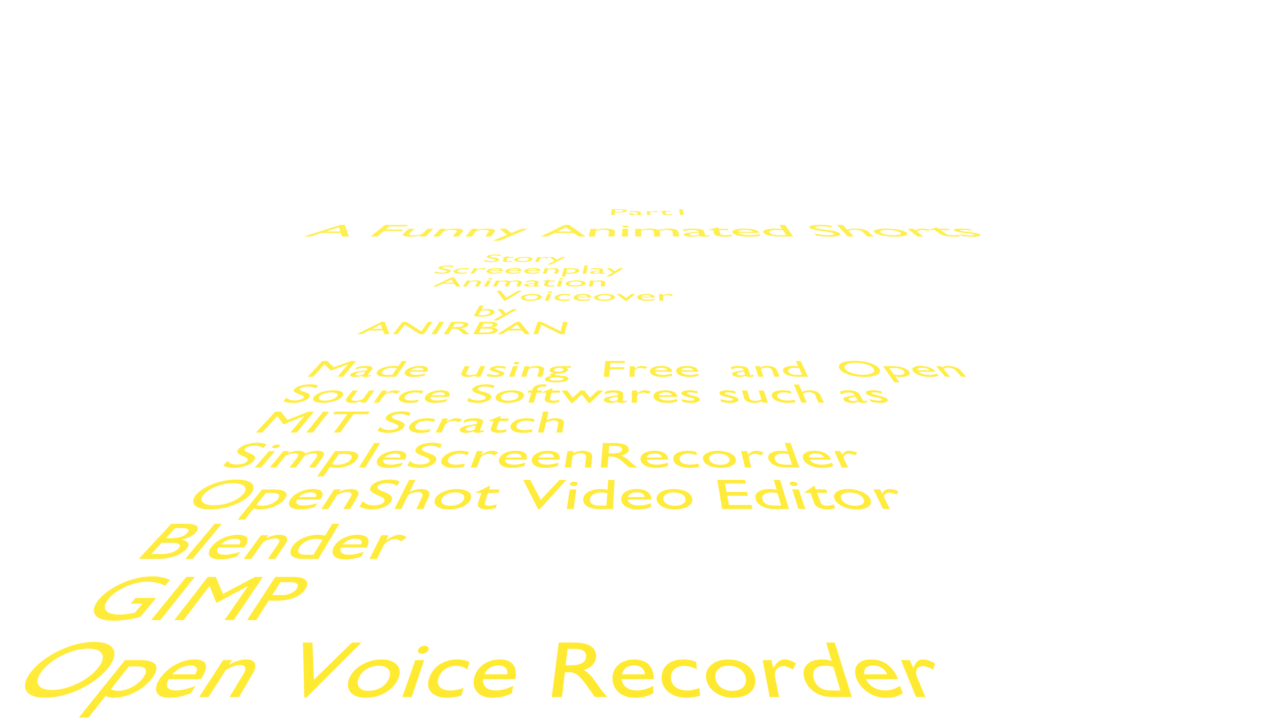 Part I
A Funny Animated Shorts
Story
Screeenplay
Animation
Voiceover
by
ANIRBAN
Made using Free and Open
Source Softwares such as
MIT Scratch
SimpleScreenRecorder
OpenShot Video Editor
Blender
GIMP
Open Voice Recorder